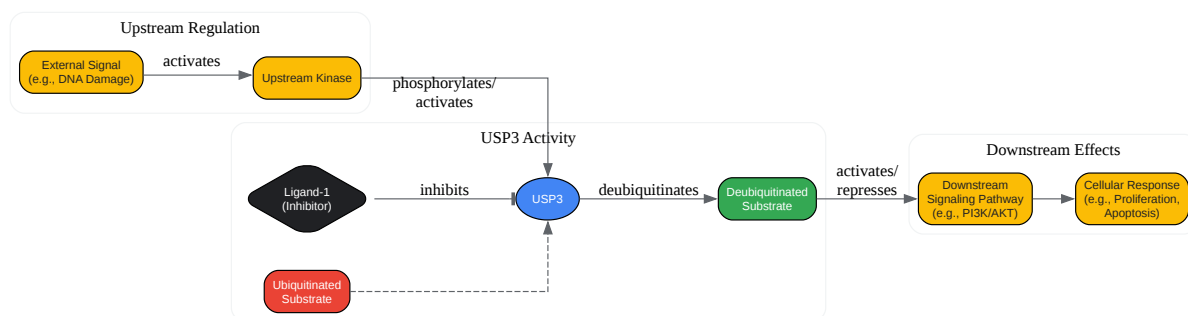 Upstream Regulation
External Signal
(e.g., DNA Damage)
activates
Upstream Kinase
phosphorylates/
activates
USP3 Activity
Ligand-1
(Inhibitor)
inhibits
USP3
deubiquitinates
Deubiquitinated
Substrate
Ubiquitinated
Substrate
activates/
represses
Downstream Effects
Downstream
Signaling Pathway
(e.g., PI3K/AKT)
Cellular Response
(e.g., Proliferation,
Apoptosis)